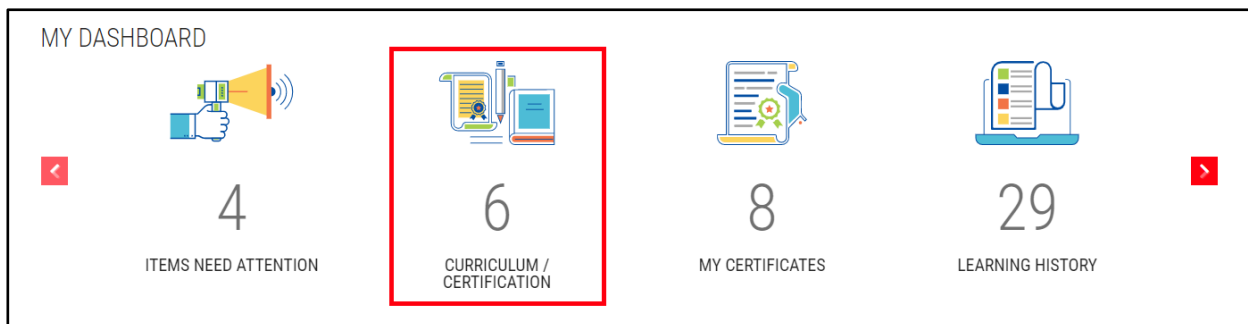 MY DASHBOARD
4
ITEMS NEED ATTENTION
6
CURRICULUM /
CERTIFICATION
8
MY CERTIFICATES
29
LEARNING HISTORY